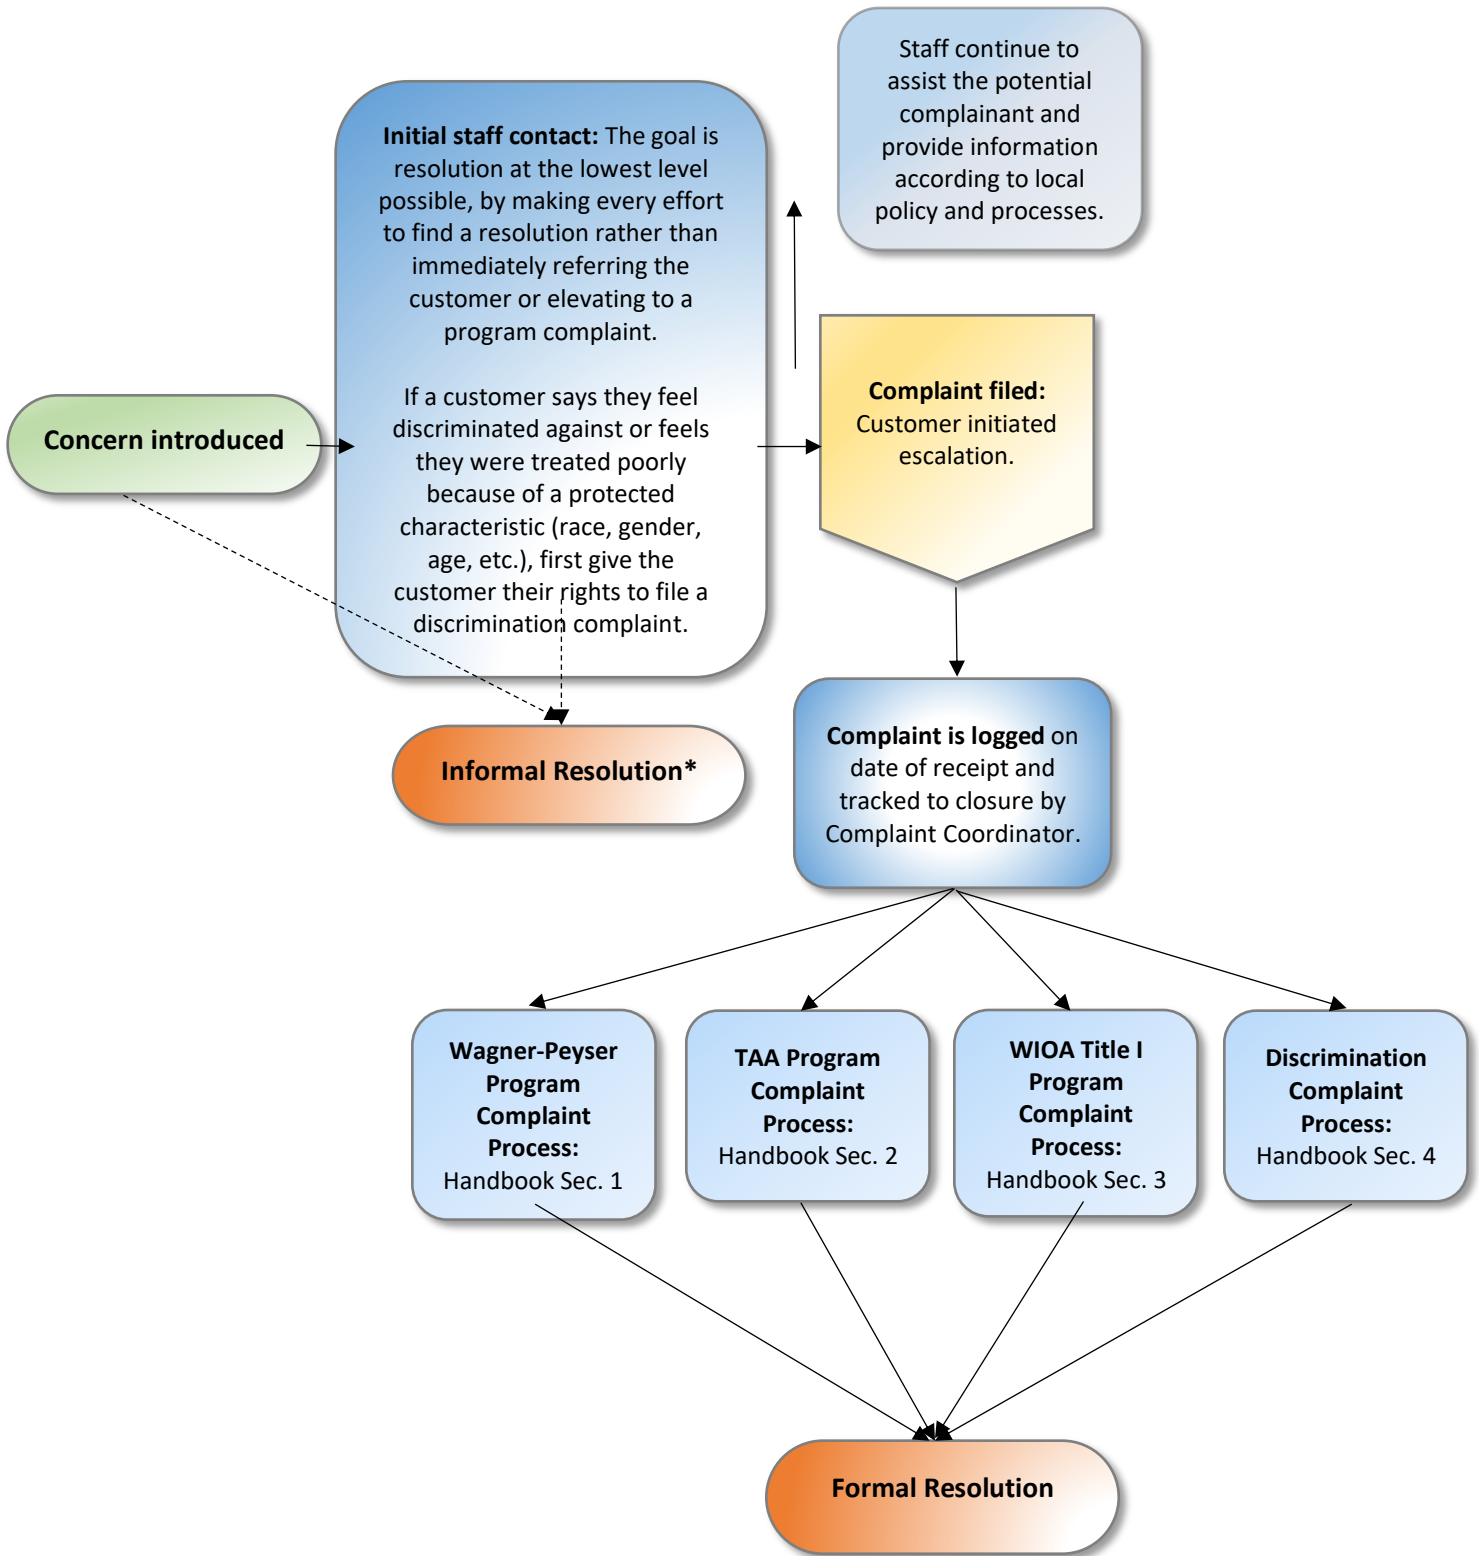 Staff continue to
assist the potential
complainant and
provide information
according to local
policy and processes.
Initial staff contact: The goal is
resolution at the lowest level
possible, by making every effort
to find a resolution rather than
immediately referring the
customer or elevating to a
program complaint.
If a customer says they feel
discriminated against or feels
they were treated poorly
because of a protected
characteristic (race, gender,
age, etc.), first give the
customer their rights to file a
discrimination complaint.
Concern introduced
Complaint filed:
Customer initiated
escalation.
Informal Resolution*
Complaint is logged on
date of receipt and
tracked to closure by
Complaint Coordinator.
Wagner-Peyser
Program
Complaint
Process:
Handbook Sec. 1
TAA Program
Complaint
Process:
Handbook Sec. 2
WIOA Title I
Program
Complaint
Process:
Handbook Sec. 3
Discrimination
Complaint
Process:
Handbook Sec. 4
Formal Resolution